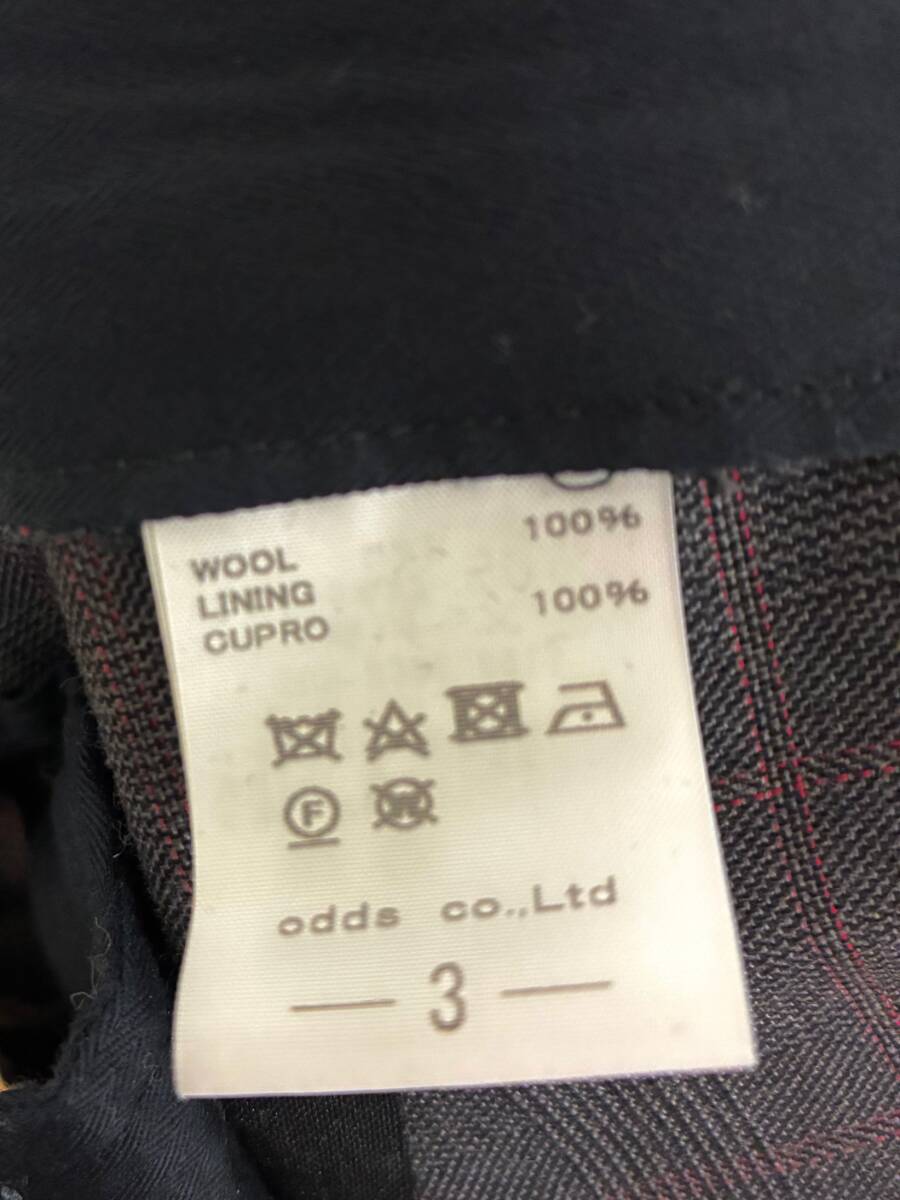 WOOL 100%
LINING
CUPRO 100%
F W
odds co.,Ltd
— 3 —